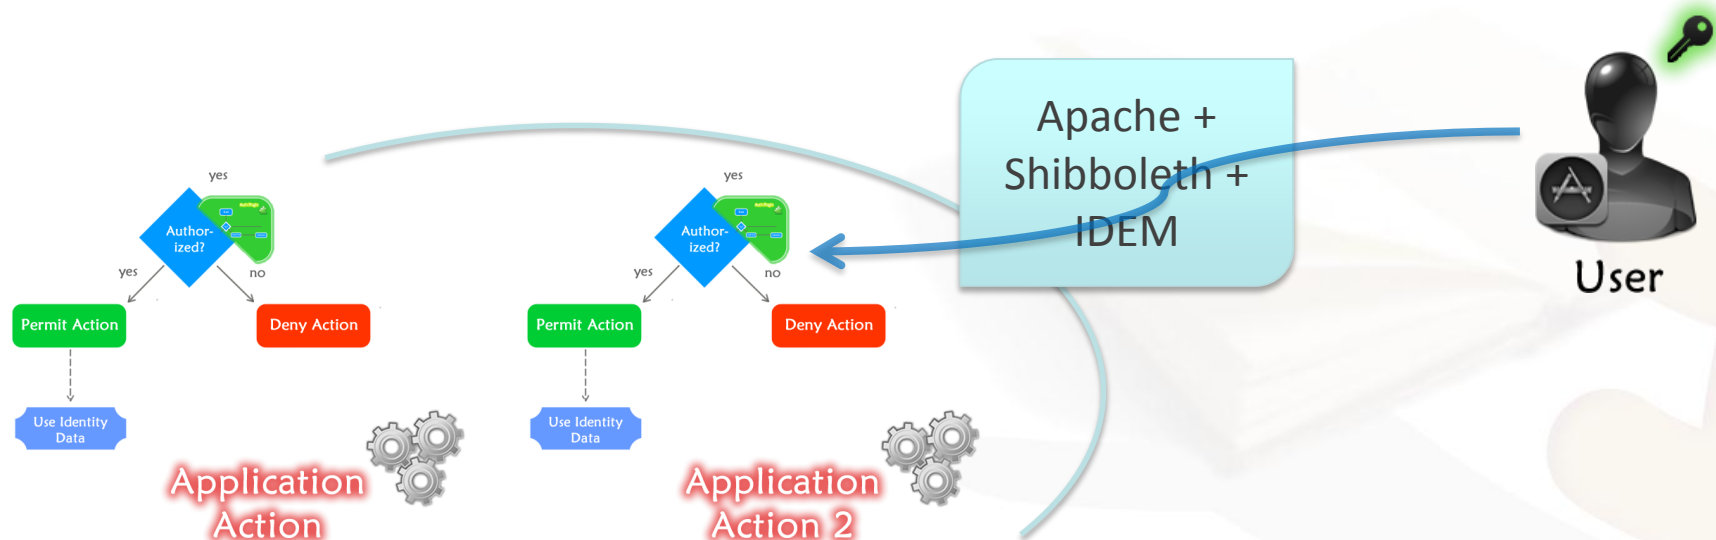 Apache +
Shibboleth +
IDEM
User
yes
Author-
ized?
yes
no
Permit Action
Deny Action
Use Identity
Data
Application
Action
yes
Author-
ized?
yes
no
Permit Action
Deny Action
Use Identity
Data
Application
Action 2